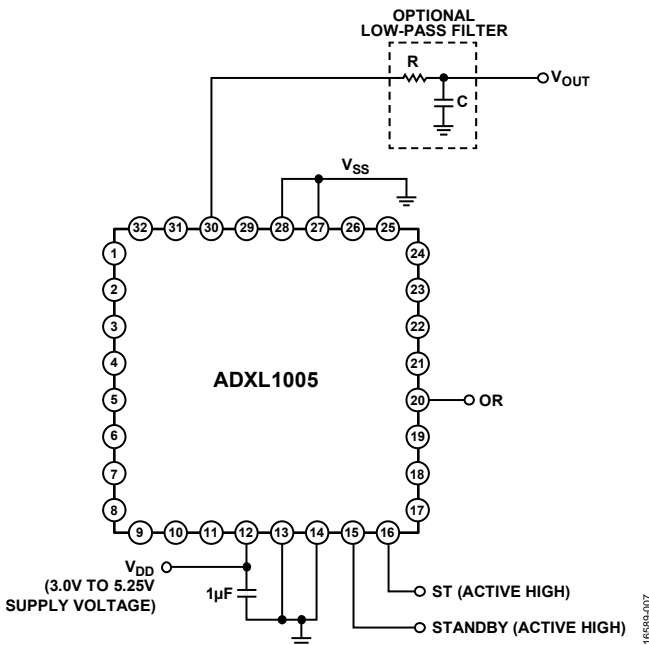 OPTIONAL
LOW-PASS FILTER
R
C
VOUT
VSS
32 31 30 29 28 27 26 25
1
2
3
4
5
6
7
8
24
23
22
21
20
19
18
17
ADXL1005
OR
9 10 11 12 13 14 15 16
VDD
(3.0V TO 5.25V
SUPPLY VOLTAGE)
1µF
ST (ACTIVE HIGH)
STANDBY (ACTIVE HIGH)
16589-007